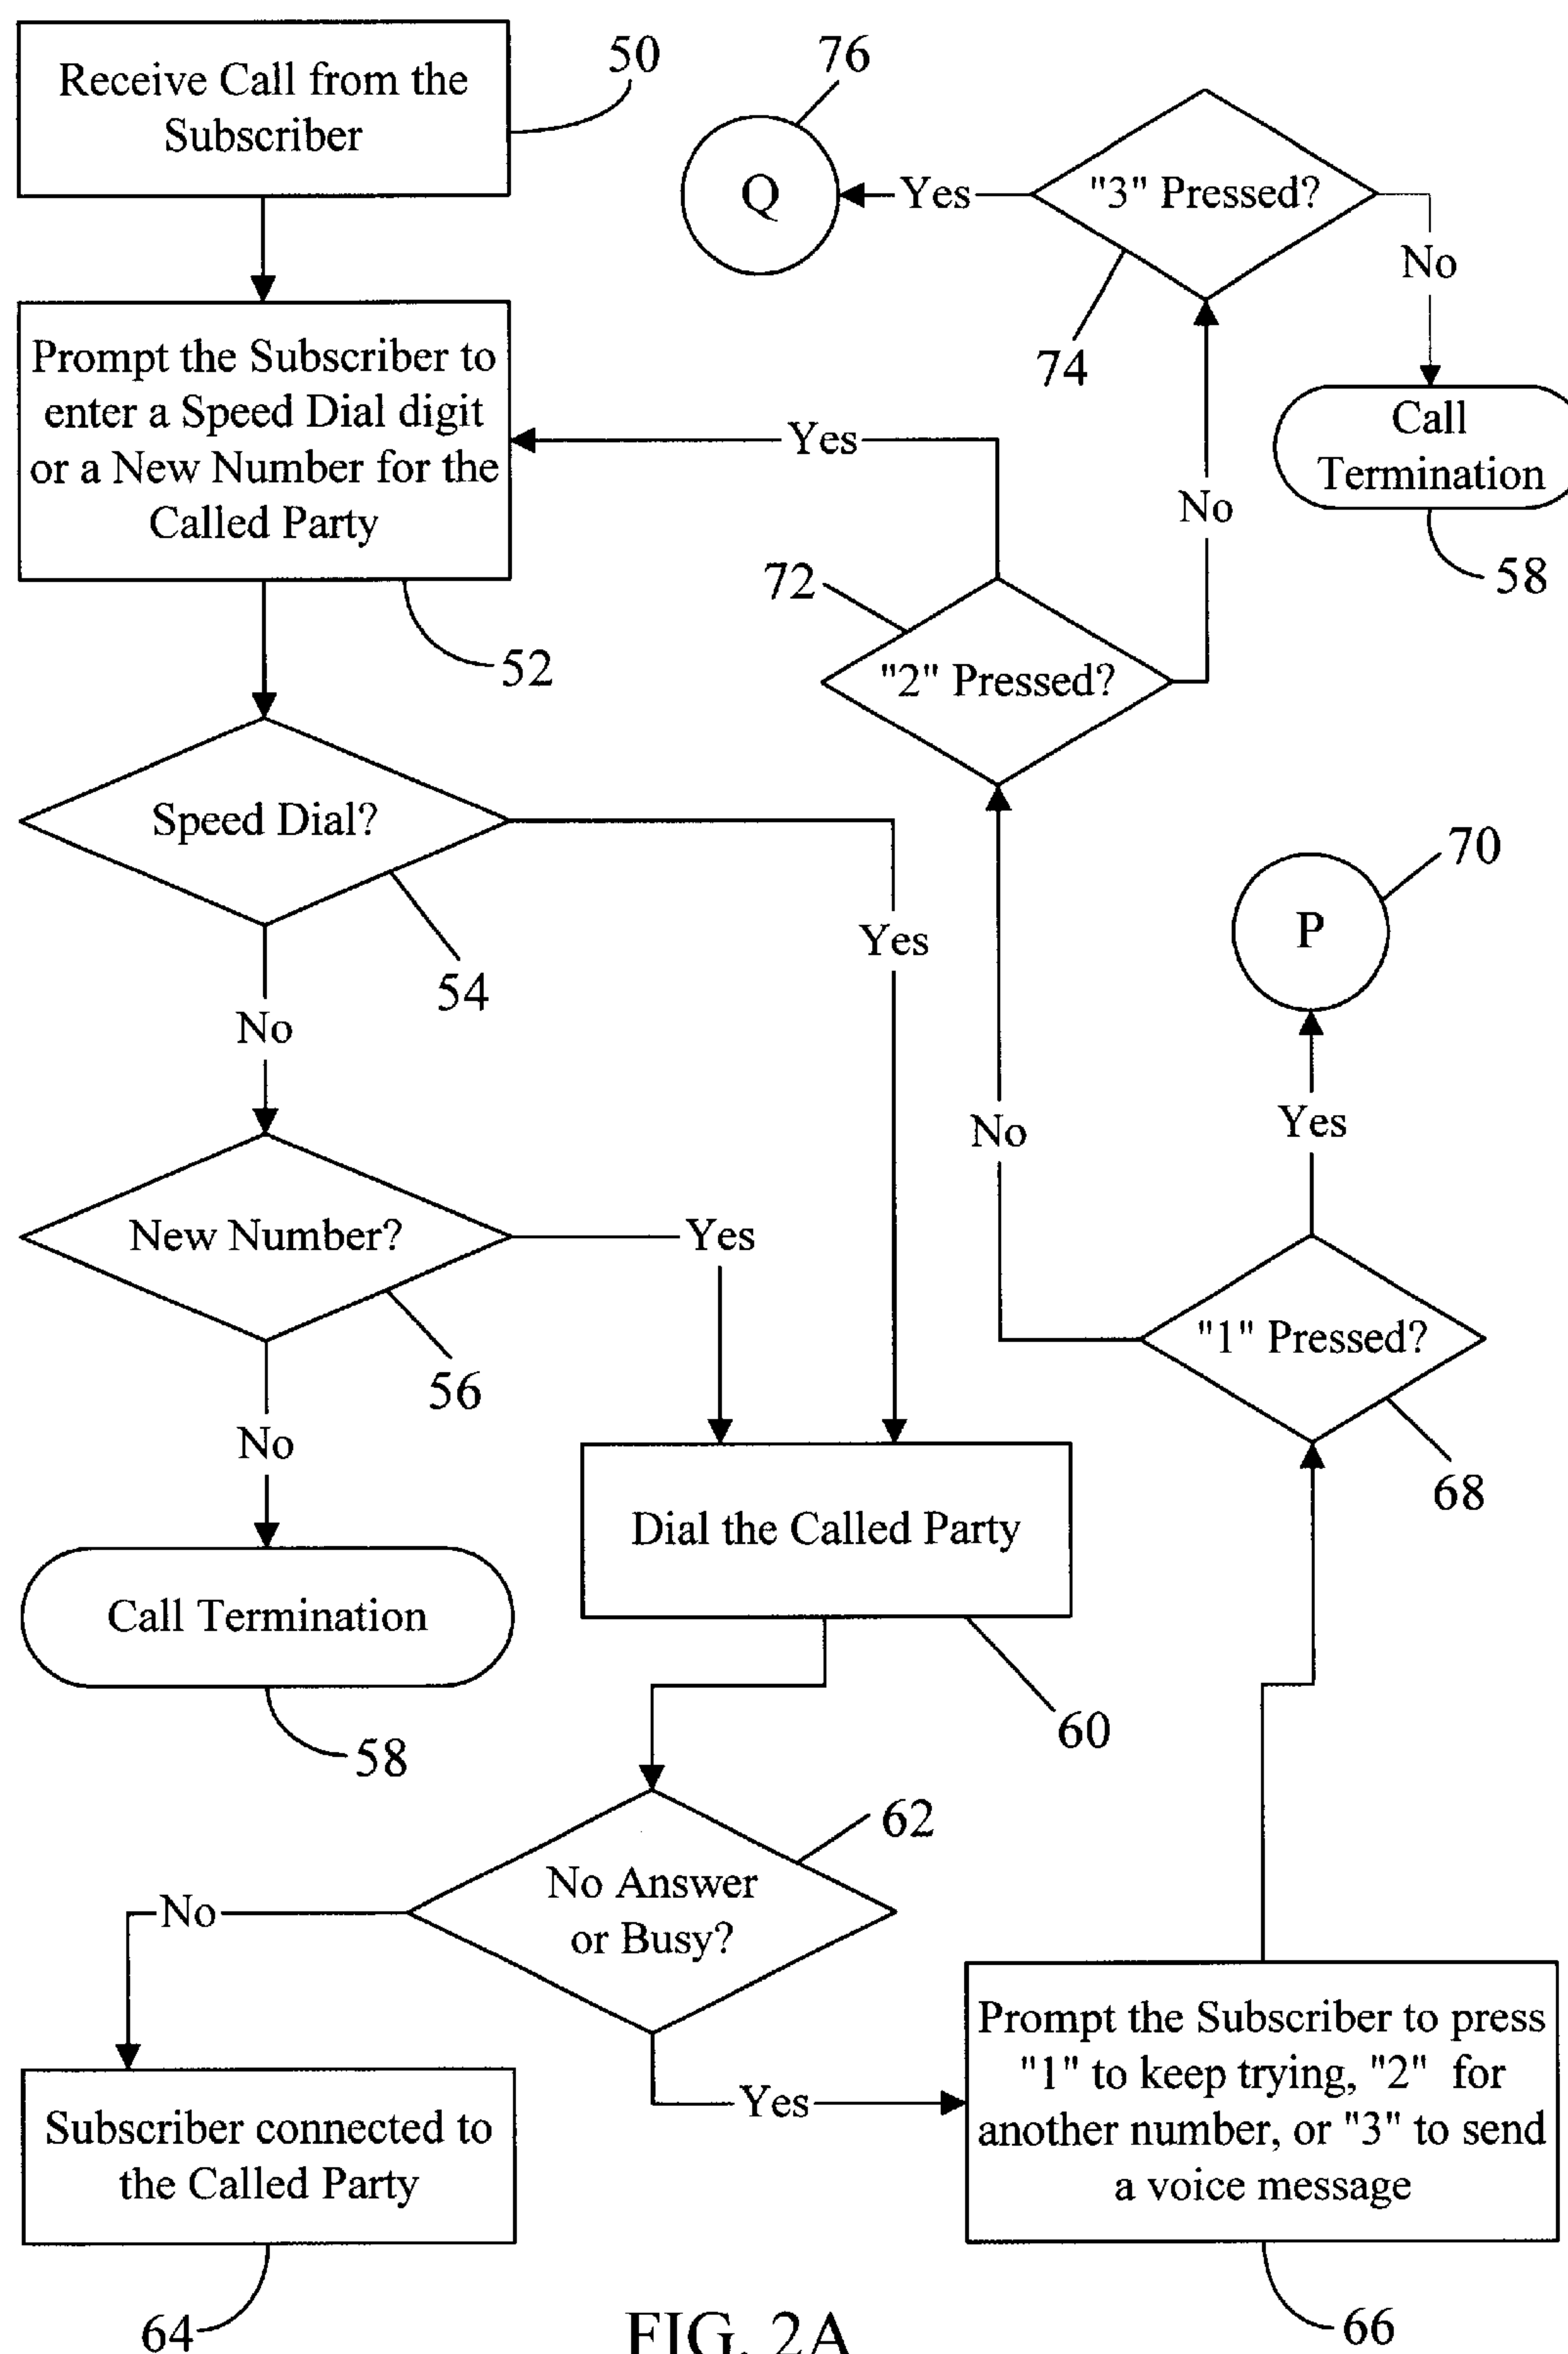 Receive Call from the
Subscriber
50
76
Q
Yes
"3" Pressed?
No
74
Call
Termination
58
Prompt the Subscriber to
enter a Speed Dial digit
or a New Number for the
Called Party
52
Yes
No
72
"2" Pressed?
Speed Dial?
54
Yes
No
70
P
Yes
No
New Number?
Yes
56
"1" Pressed?
68
No
Dial the Called Party
60
Call Termination
58
62
No Answer
or Busy?
No
Yes
Subscriber connected to
the Called Party
64
Prompt the Subscriber to press
"1" to keep trying, "2" for
another number, or "3" to send
a voice message
66
FIG. 2A